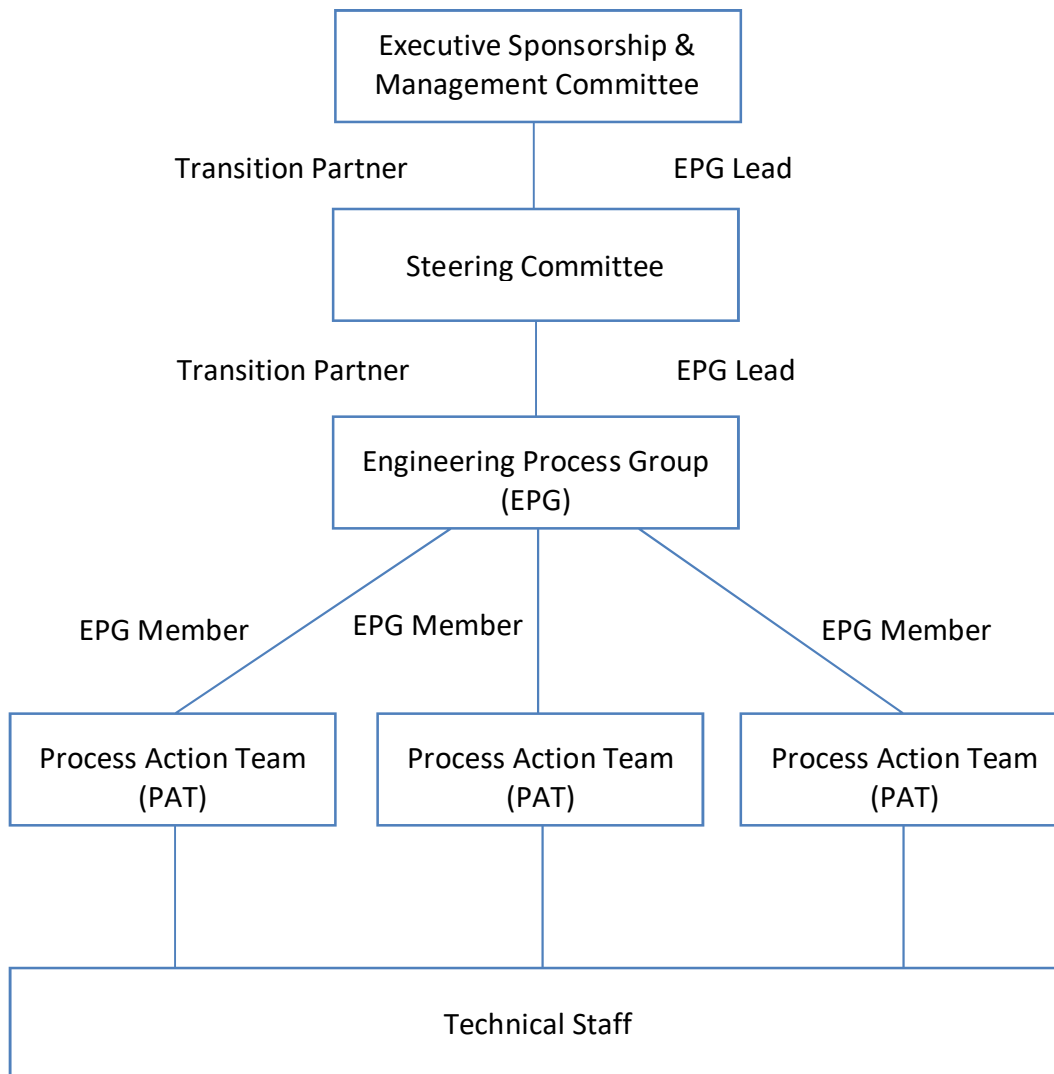 Executive Sponsorship &
Management Committee
Transition Partner
EPG Lead
Steering Committee
Transition Partner
EPG Lead
Engineering Process Group
(EPG)
EPG Member
EPG Member
EPG Member
Process Action Team
(PAT)
Process Action Team
(PAT)
Process Action Team
(PAT)
Technical Staff